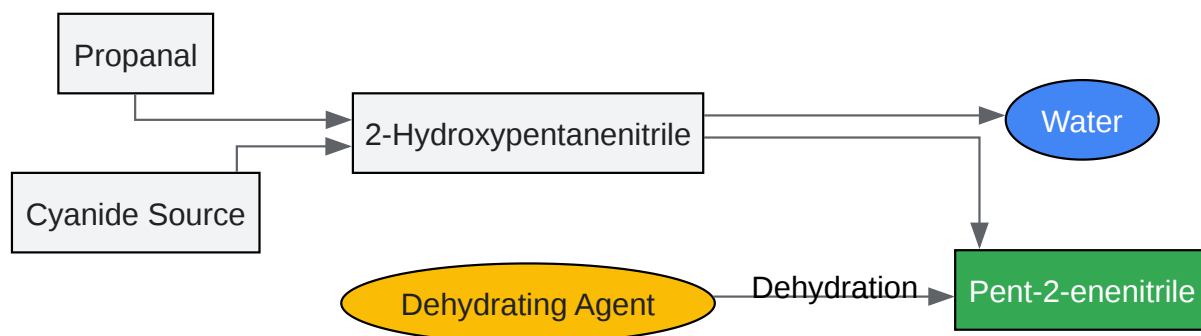 Propanal
Cyanide Source
2-Hydroxypentanenitrile
Water
Dehydrating Agent
Dehydration
Pent-2-enenitrile